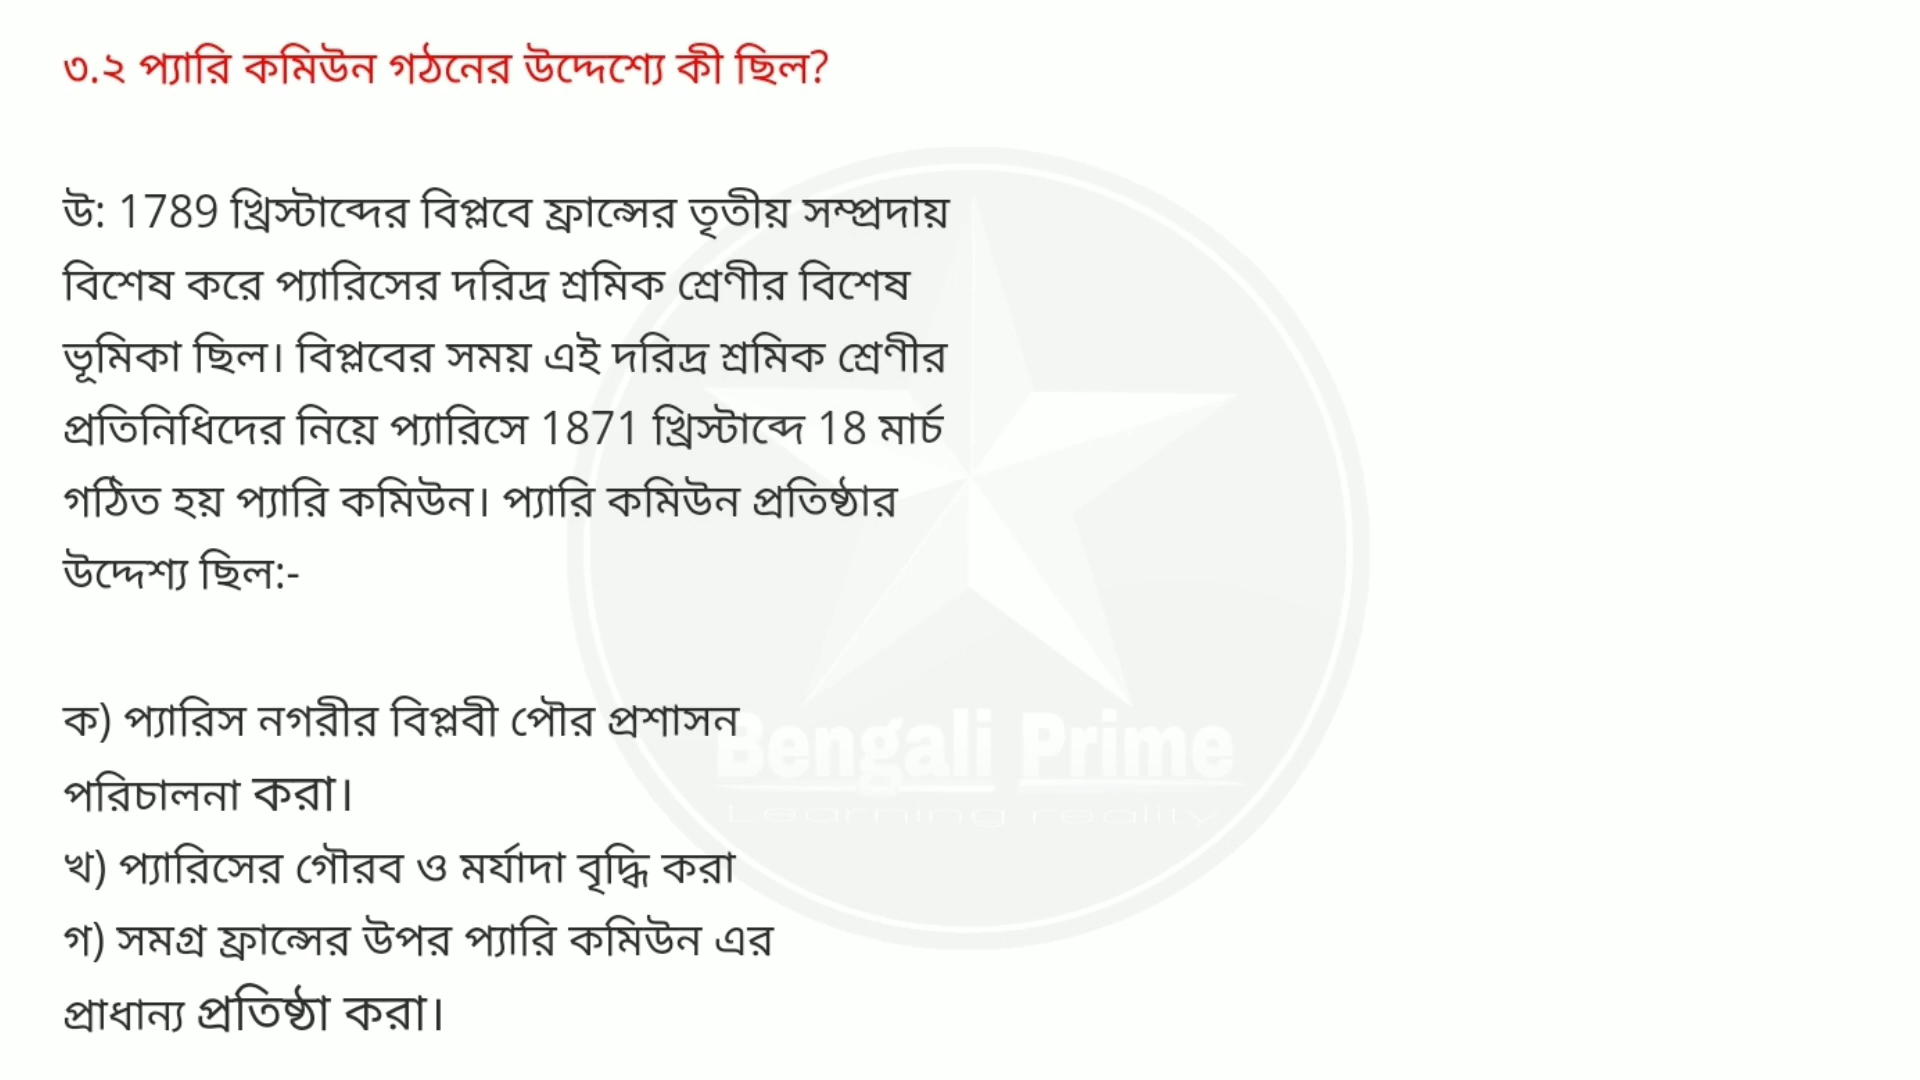 ৩.২ প্যারি কমিউন গঠনের উদ্দেশ্যে কী ছিল?
উ: 1789 খ্রিস্টাব্দের বিপ্লবে ফ্রান্সের তৃতীয় সম্প্রদায়
বিশেষ করে প্যারিসের দরিদ্র শ্রমিক শ্রেণীর বিশেষ
ভূমিকা ছিল। বিপ্লবের সময় এই দরিদ্র শ্রমিক শ্রেণীর
প্রতিনিধিদের নিয়ে প্যারিসে 1871 খ্রিস্টাব্দে 18 মার্চ
গঠিত হয় প্যারি কমিউন। প্যারি কমিউন প্রতিষ্ঠার
উদ্দেশ্য ছিল:-
ক) প্যারিস নগরীর বিপ্লবী পৌর প্রশাসন
পরিচালনা করা।
খ) প্যারিসের গৌরব ও মর্যাদা বৃদ্ধি করা
গ) সমগ্র ফ্রান্সের উপর প্যারি কমিউন এর
প্রাধান্য প্রতিষ্ঠা করা।
Bengali Prime
Learning reality